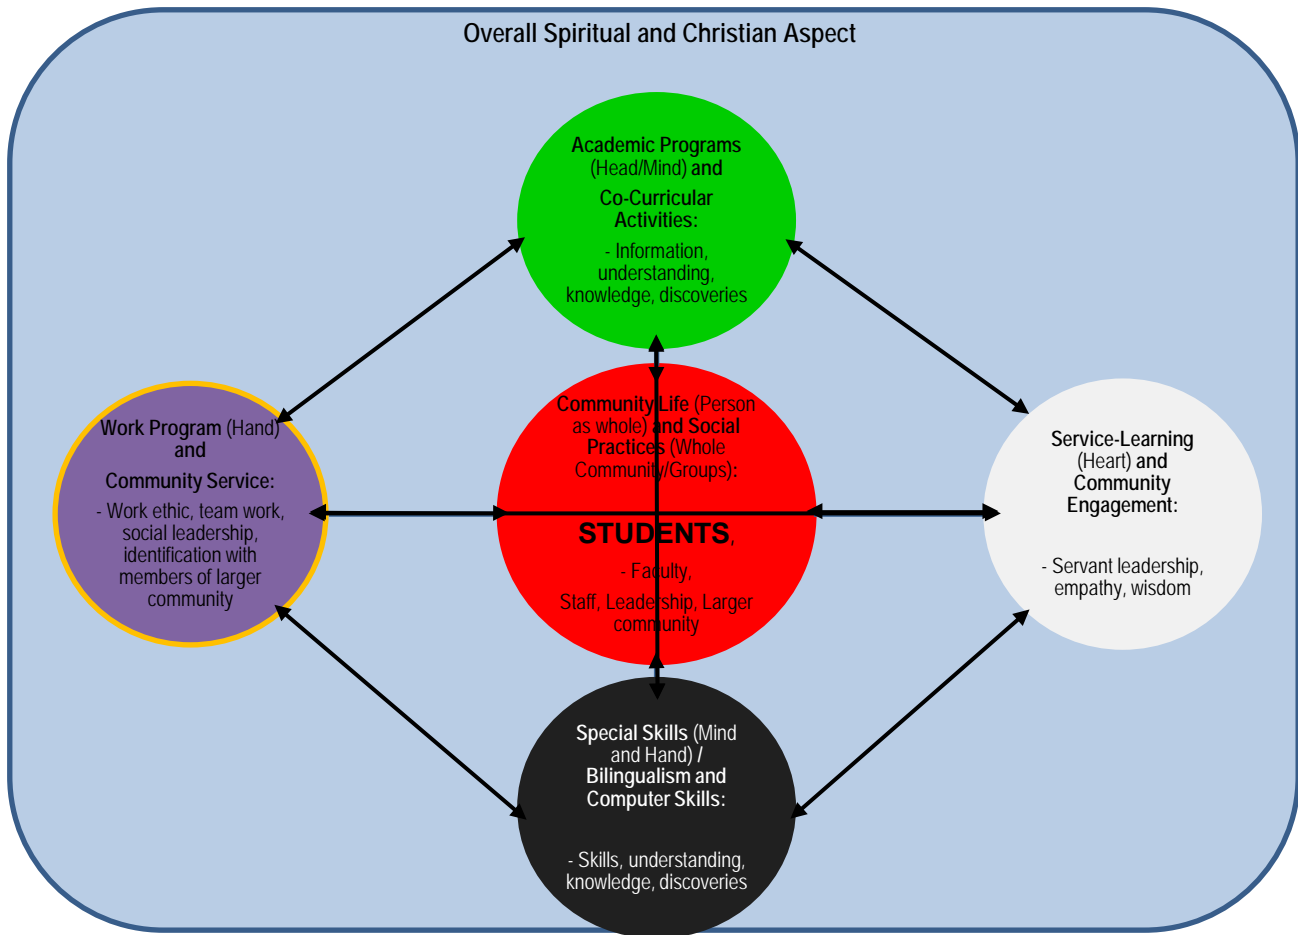 Overall Spiritual and Christian Aspect
Academic Programs
(Head/Mind) and
Co-Curricular
Activities:
- Information,
understanding,
knowledge, discoveries
Work Program (Hand)
and
Community Service:
- Work ethic, team work,
social leadership,
identification with
members of larger
community
Community Life (Person
as whole) and Social
Practices (Whole
Community/Groups):
STUDENTS,
- Faculty,
Staff, Leadership, Larger
community
Service-Learning
(Heart) and
Community
Engagement:
- Servant leadership,
empathy, wisdom
Special Skills (Mind
and Hand) /
Bilingualism and
Computer Skills:
- Skills, understanding,
knowledge, discoveries